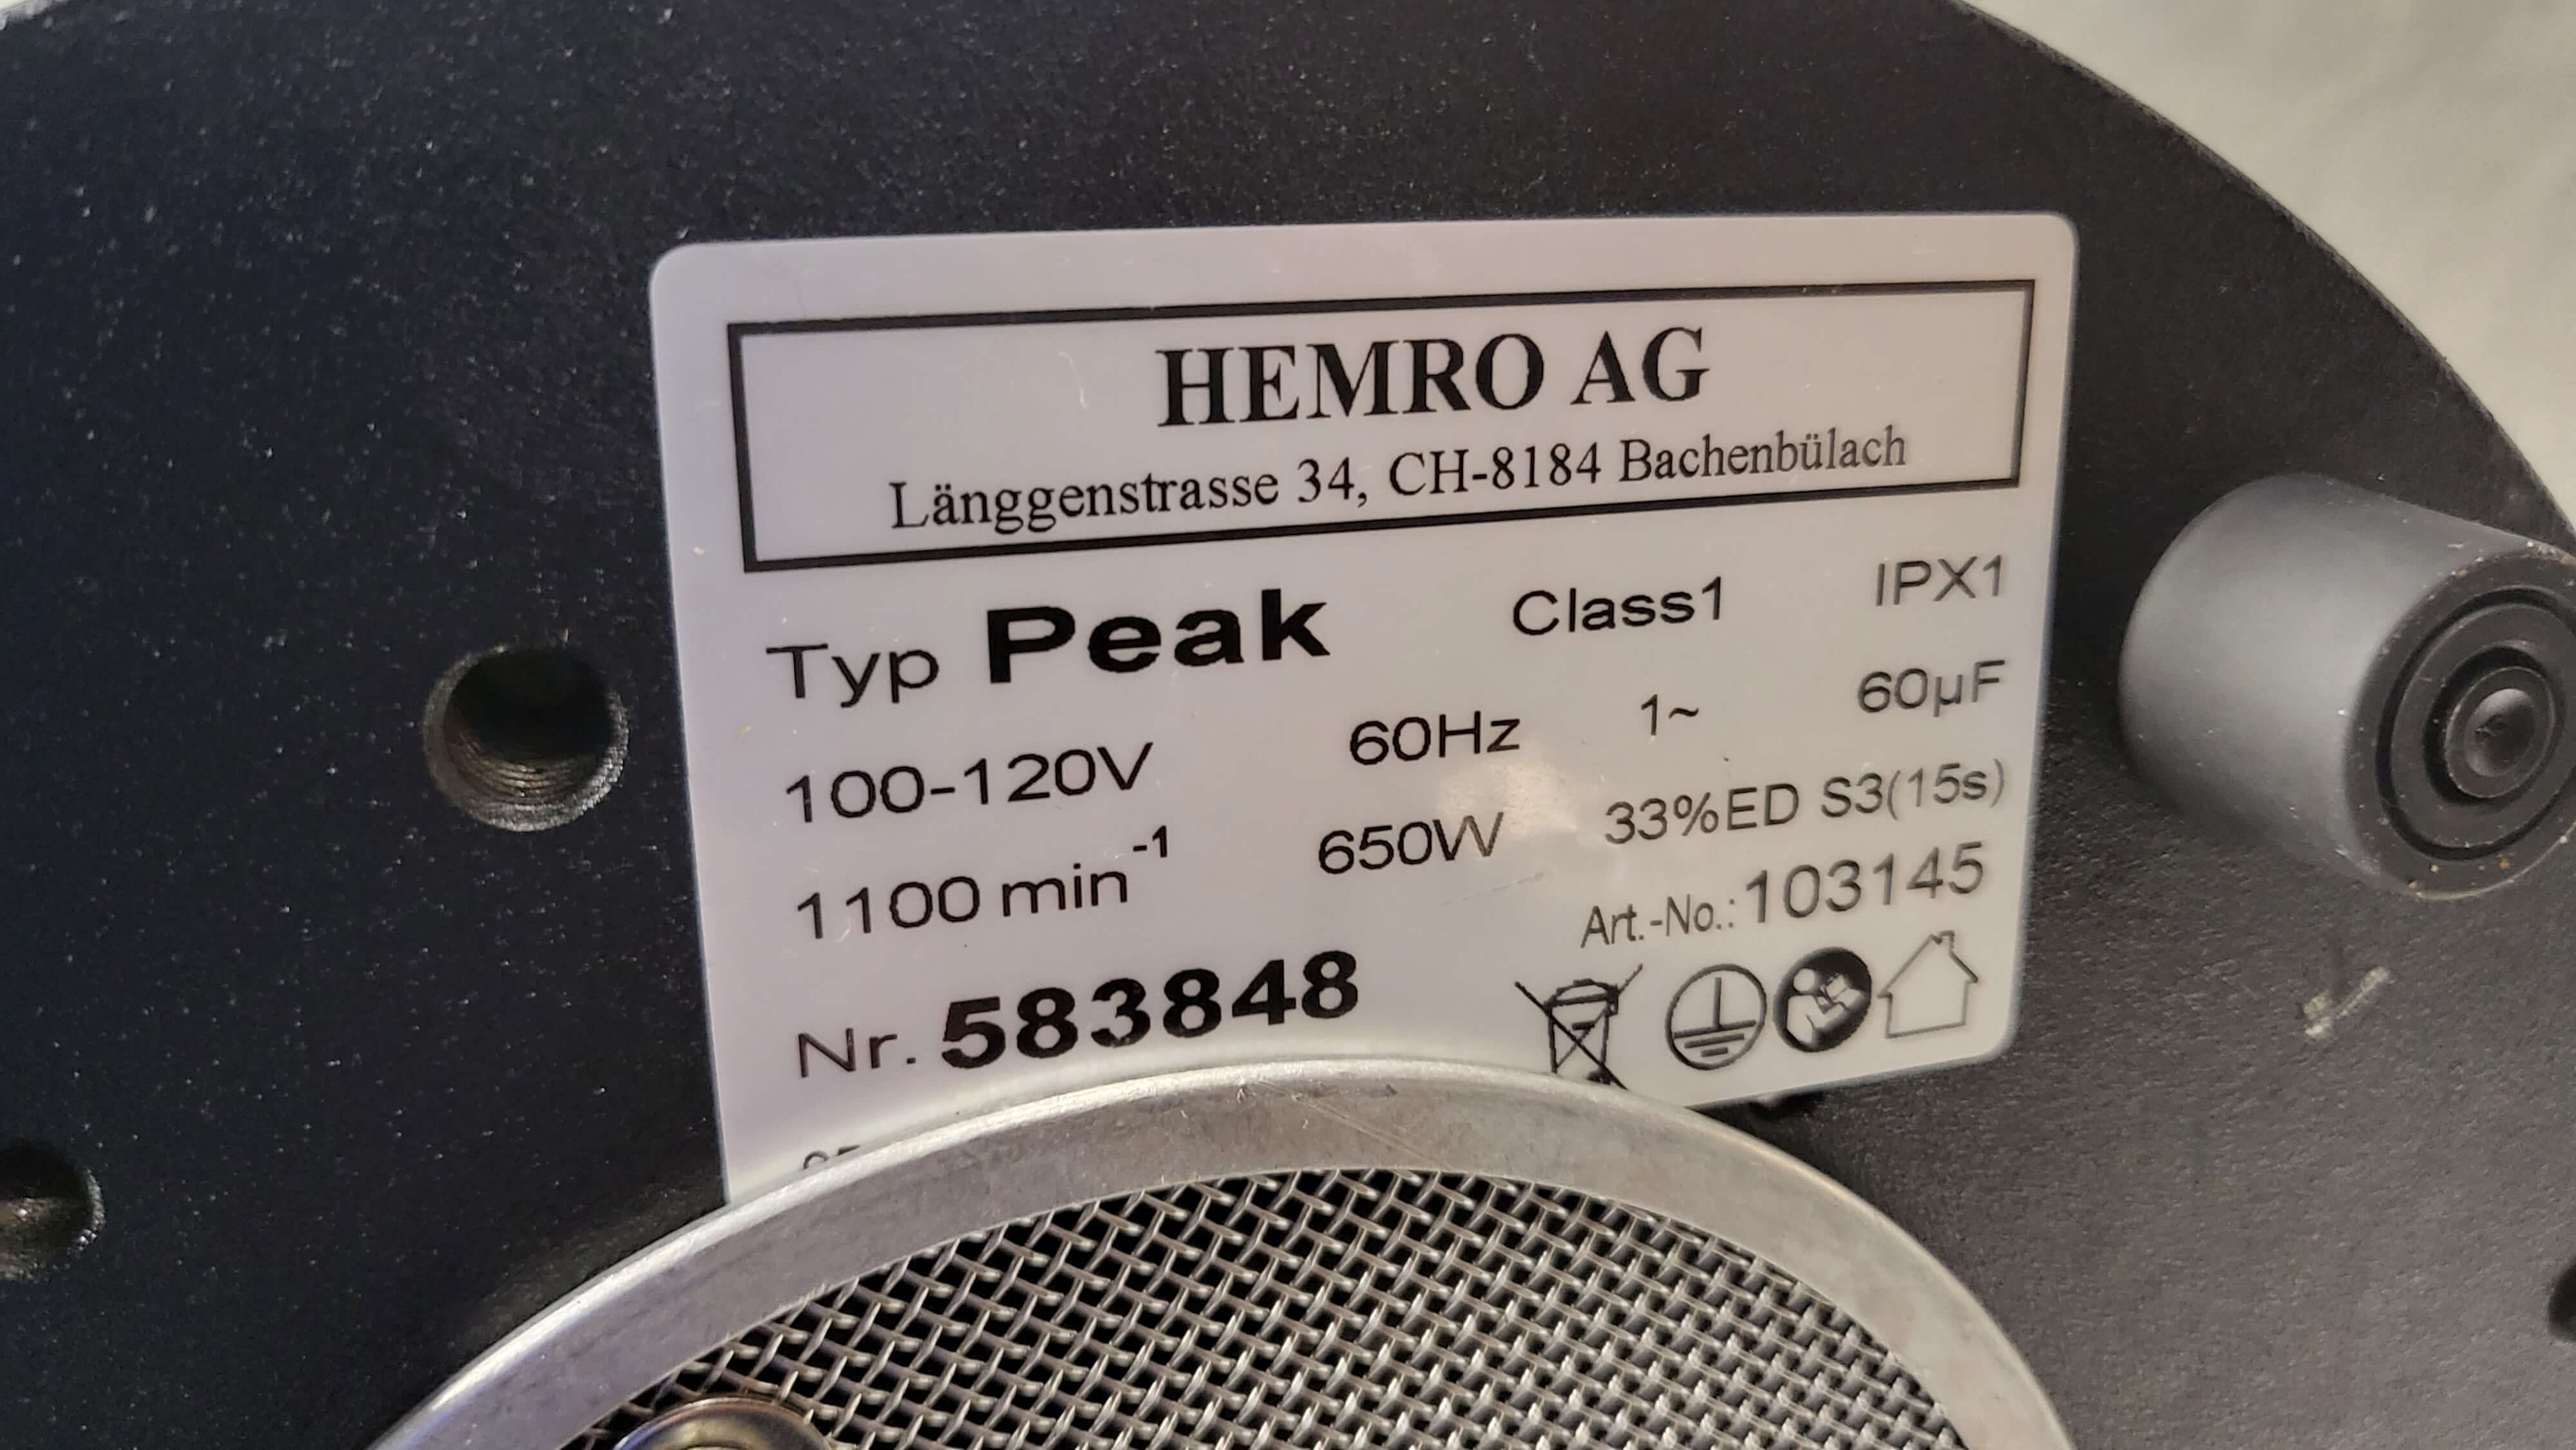 HEMRO AG
Länggenstrasse 34, CH-8184 Bachenbülach
Typ Peak Class1 IPX1
100-120V 60Hz 1~ 60µF
1100 min-1 650W 33%ED S3(15s)
Art.-No.: 103145
Nr. 583848